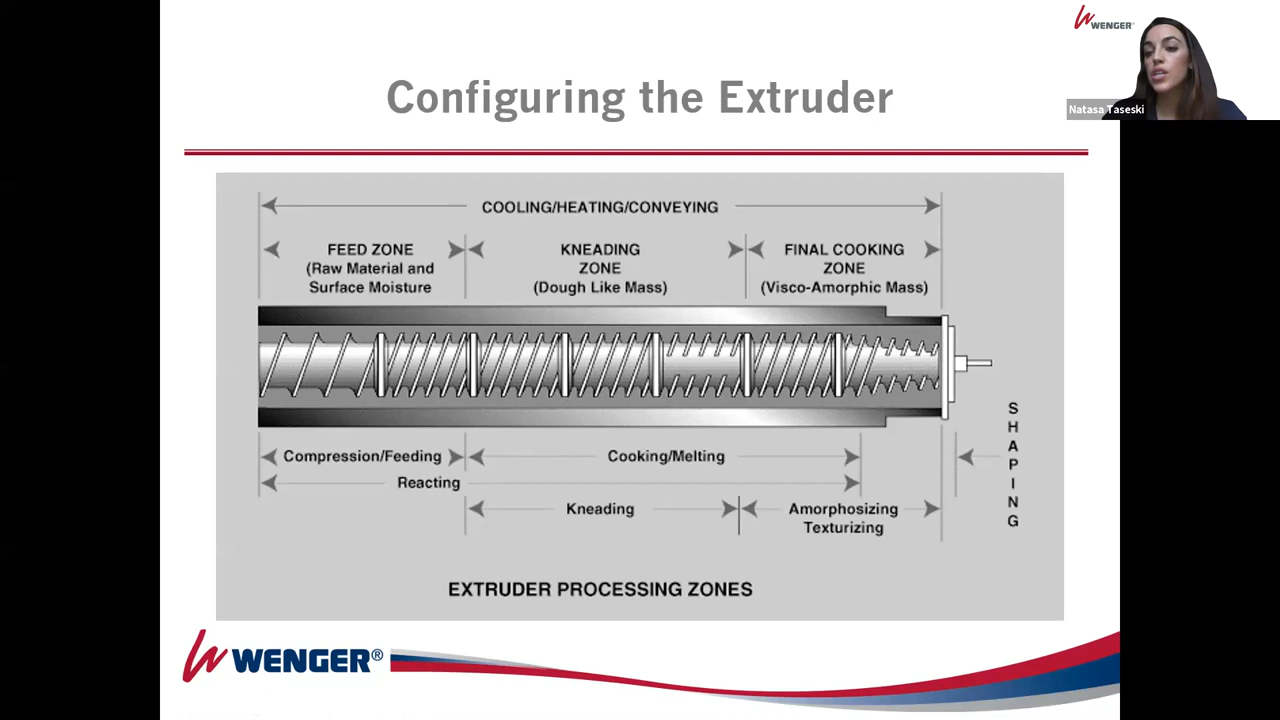 WENGER®
Natasa Taseski
Configuring the Extruder
COOLING/HEATING/CONVEYING
FEED ZONE
(Raw Material and
Surface Moisture
KNEADING
ZONE
(Dough Like Mass)
FINAL COOKING
ZONE
(Visco-Amorphic Mass)
Compression/Feeding
Cooking/Melting
Reacting
Kneading
Amorphosizing
Texturizing
SHAPING
EXTRUDER PROCESSING ZONES
WENGER®